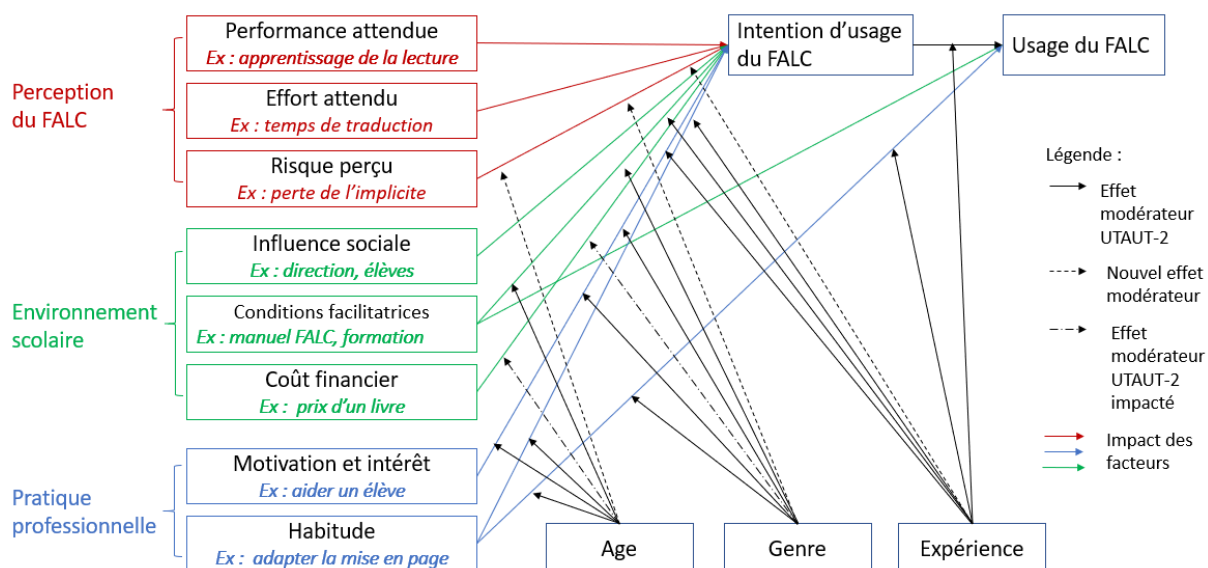 Perception
du FALC
Performance attendue
Ex : apprentissage de la lecture
Effort attendu
Ex : temps de traduction
Risque perçu
Ex : perte de l'implicite
Environnement
scolaire
Influence sociale
Ex : direction, élèves
Conditions facilitatrices
Ex : manuel FALC, formation
Coût financier
Ex : prix d'un livre
Pratique
professionnelle
Motivation et intérêt
Ex : aider un élève
Habitude
Ex : adapter la mise en page
Intention d'usage
du FALC
Usage du FALC
Age
Genre
Expérience
Légende :
Effet
modérateur
UTAUT-2
Nouvel effet
modérateur
Effet
modérateur
UTAUT-2
impacté
Impact des
facteurs